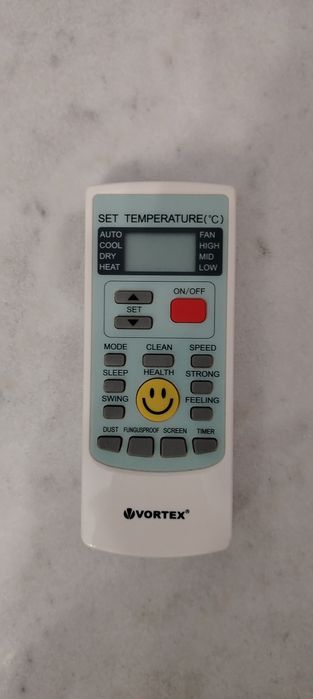 SET TEMPERATURE(°C)
AUTO FAN
COOL HIGH
DRY MID
HEAT LOW
ON/OFF
SET
MODE CLEAN SPEED
SLEEP HEALTH STRONG
SWING FEELING
DUST FUNGUSPROOF SCREEN TIMER
VORTEX®